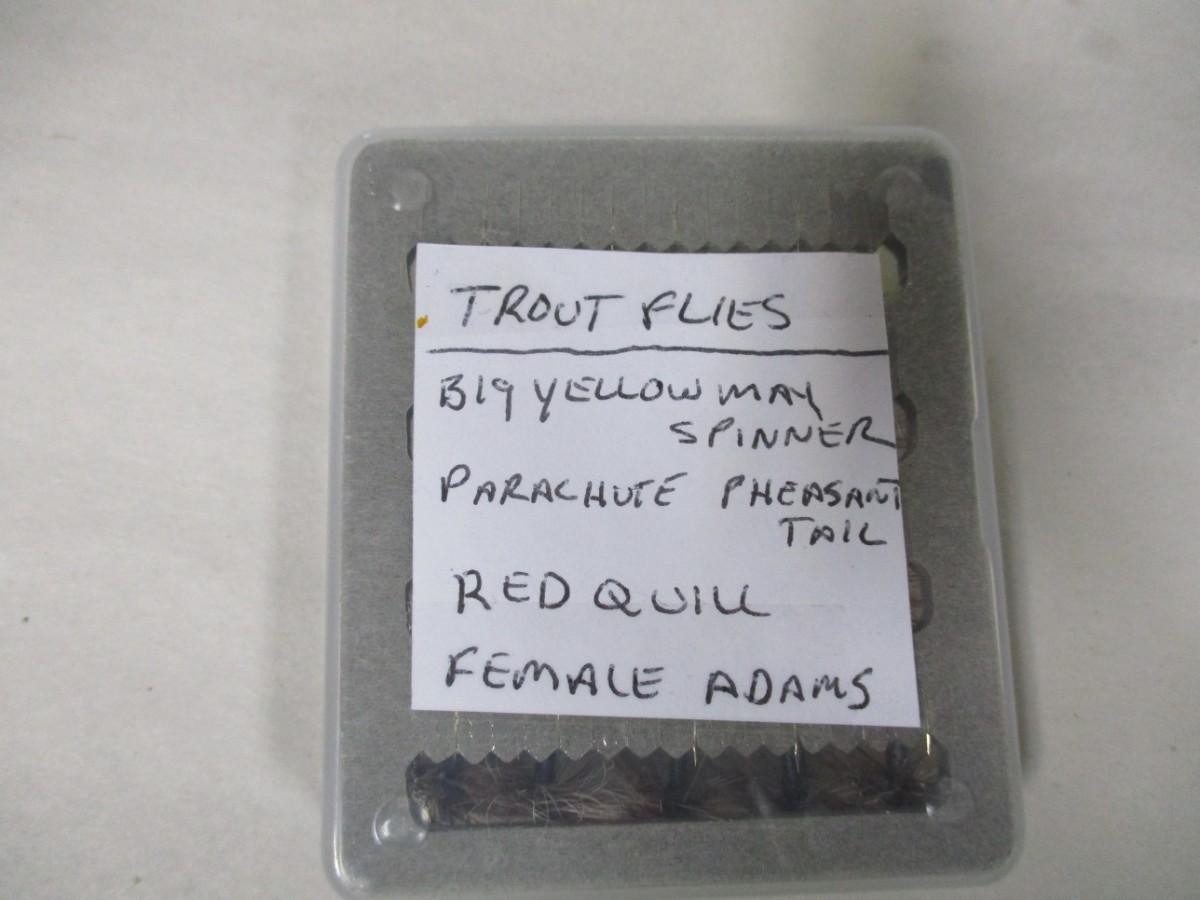 TROUT FLIES
BIg YELLOW MAY
SPINNER
PARACHUTE PHEASANT
TAIL
RED QUILL
FEMALE ADAMS